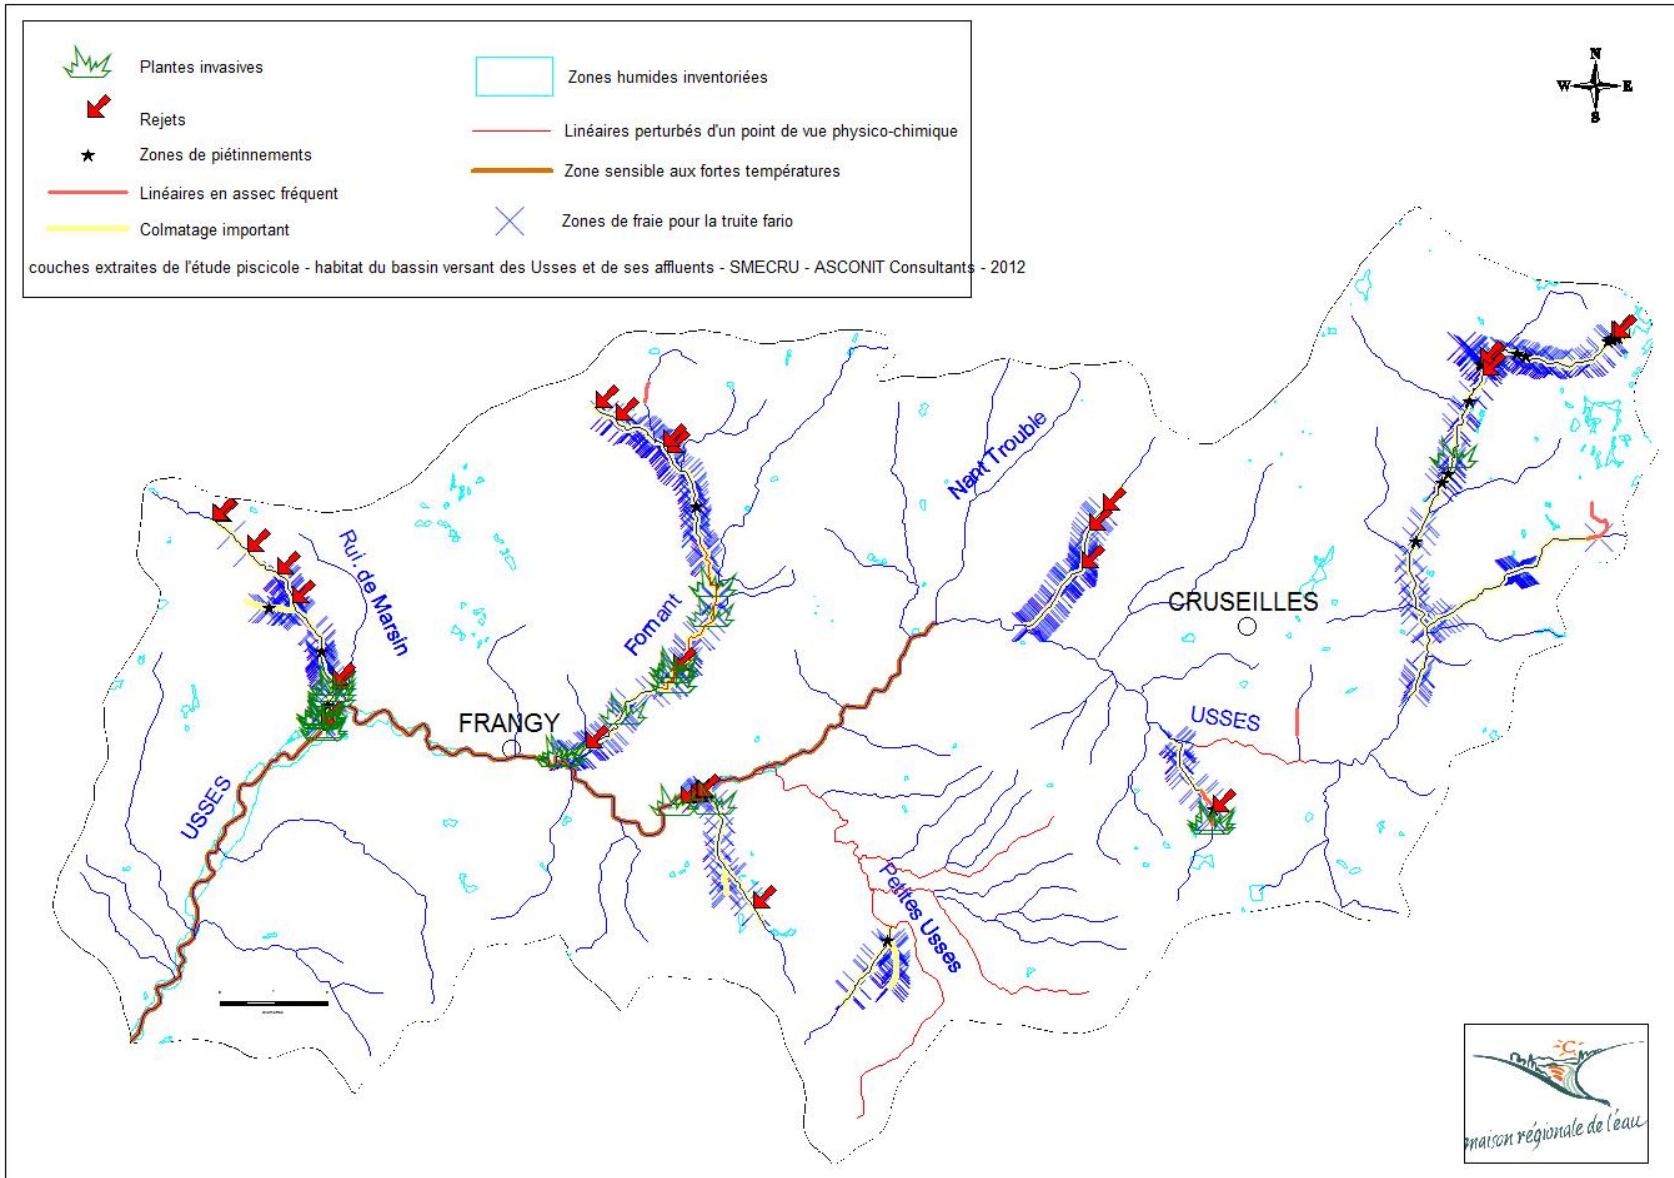 Plantes invasives
Rejets
Zones de piétinnements
Linéaires en assec fréquent
Colmatage important
Zones humides inventoriées
Linéaires perturbés d'un point de vue physico-chimique
Zone sensible aux fortes températures
Zones de fraie pour la truite fario
couches extraites de l'étude piscicole - habitat du bassin versant des Usses et de ses affluents - SMECRU - ASCONIT Consultants - 2012
N
W E
S
Nant Trouble
Rui. de Marsin
Fornant
CRUSEILLES
USSES
FRANGY
USSES
Petites Usses
maison régionale de l'eau